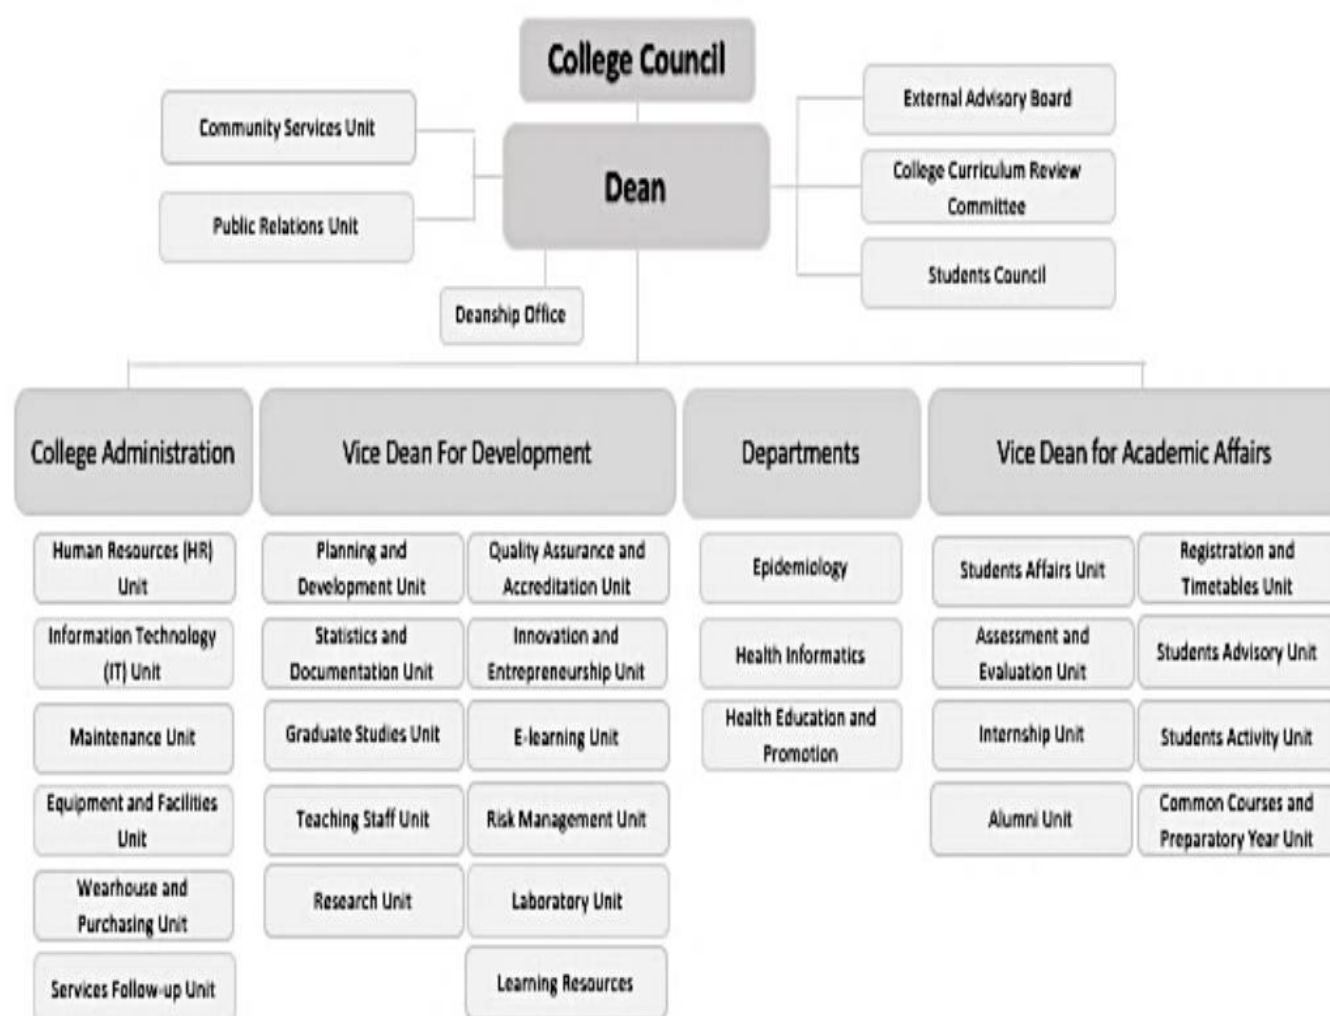 College Council
Dean
Community Services Unit
Public Relations Unit
External Advisory Board
College Curriculum Review
Committee
Students Council
Deanship Office
College Administration
Human Resources (HR)
Unit
Information Technology
(IT) Unit
Maintenance Unit
Equipment and Facilities
Unit
Wearhouse and
Purchasing Unit
Services Follow-up Unit
Vice Dean For Development
Planning and
Development Unit
Statistics and
Documentation Unit
Graduate Studies Unit
Teaching Staff Unit
Research Unit
Quality Assurance and
Accreditation Unit
Innovation and
Entrepreneurship Unit
E-learning Unit
Risk Management Unit
Laboratory Unit
Learning Resources
Departments
Epidemiology
Health Informatics
Health Education and
Promotion
Vice Dean for Academic Affairs
Students Affairs Unit
Assessment and
Evaluation Unit
Internship Unit
Alumni Unit
Registration and
Timetables Unit
Students Advisory Unit
Students Activity Unit
Common Courses and
Preparatory Year Unit